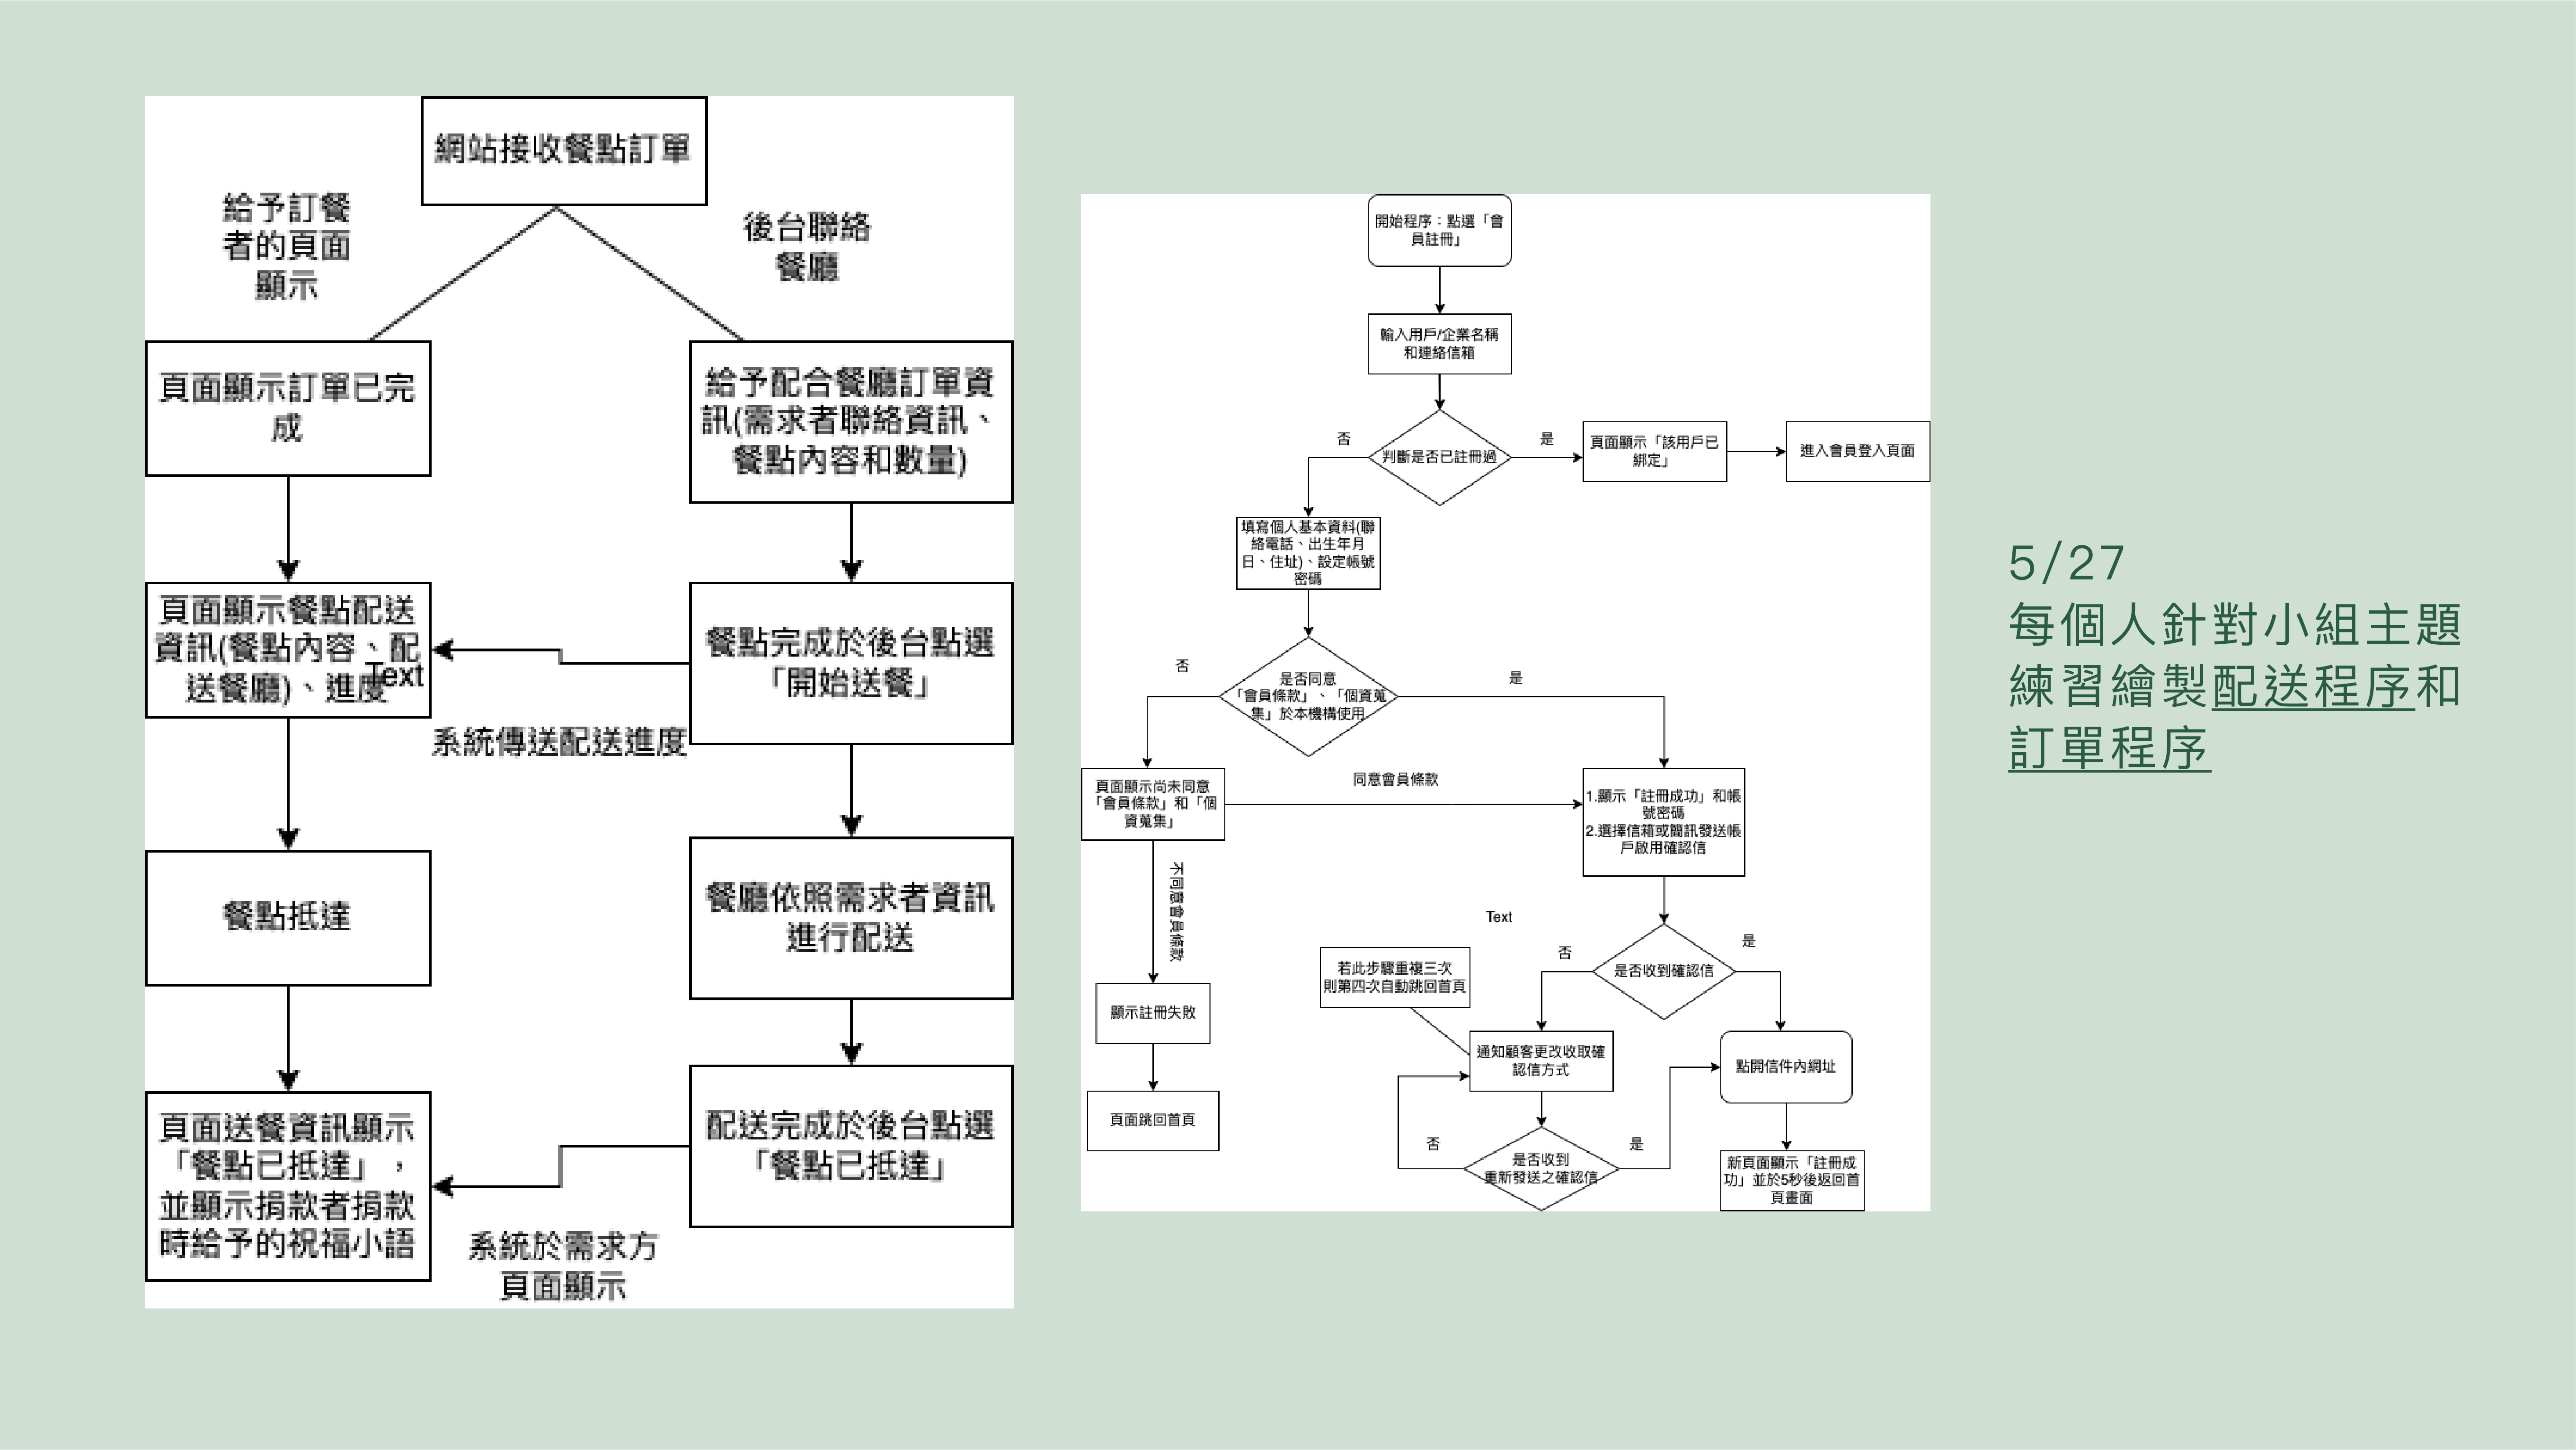 網站接收餐點訂單
給予訂餐
者的頁面
顯示
後台聯絡
餐廳
頁面顯示訂單已完
成
給予配合餐廳訂單資
訊(需求者聯絡資訊、
餐點內容和數量)
頁面顯示餐點配送
資訊(餐點內容、配
送餐廳)、進度
Text
餐點完成於後台點選
「開始送餐」
系統傳送配送進度
餐點抵達
餐廳依照需求者資訊
進行配送
頁面送餐資訊顯示
「餐點已抵達」，
並顯示捐款者捐款
時給予的祝福小語
配送完成於後台點選
「餐點已抵達」
系統於需求方
頁面顯示
開始程序：點選「會
員註冊」
輸入用戶/企業名稱
和連絡信箱
否
判斷是否已註冊過
是
頁面顯示「該用戶已
綁定」
進入會員登入頁面
填寫個人基本資料(聯
絡電話、出生年月
日、住址)、設定帳號
密碼
否
是否同意
「會員條款」、「個資蒐
集」於本機構使用
是
頁面顯示尚未同意
「會員條款」和「個
資蒐集」
同意會員條款
1.顯示「註冊成功」和帳
號密碼
2.選擇信箱或簡訊發送帳
戶啟用確認信
不同意會員條款
Text
否
是否收到確認信
是
若此步驟重複三次
則第四次自動跳回首頁
顯示註冊失敗
通知顧客更改收取確
認信方式
點開信件內網址
頁面跳回首頁
否
是否收到
重新發送之確認信
是
新頁面顯示「註冊成
功」並於5秒後返回首
頁畫面
5/27
每個人針對小組主題
練習繪製配送程序和
訂單程序